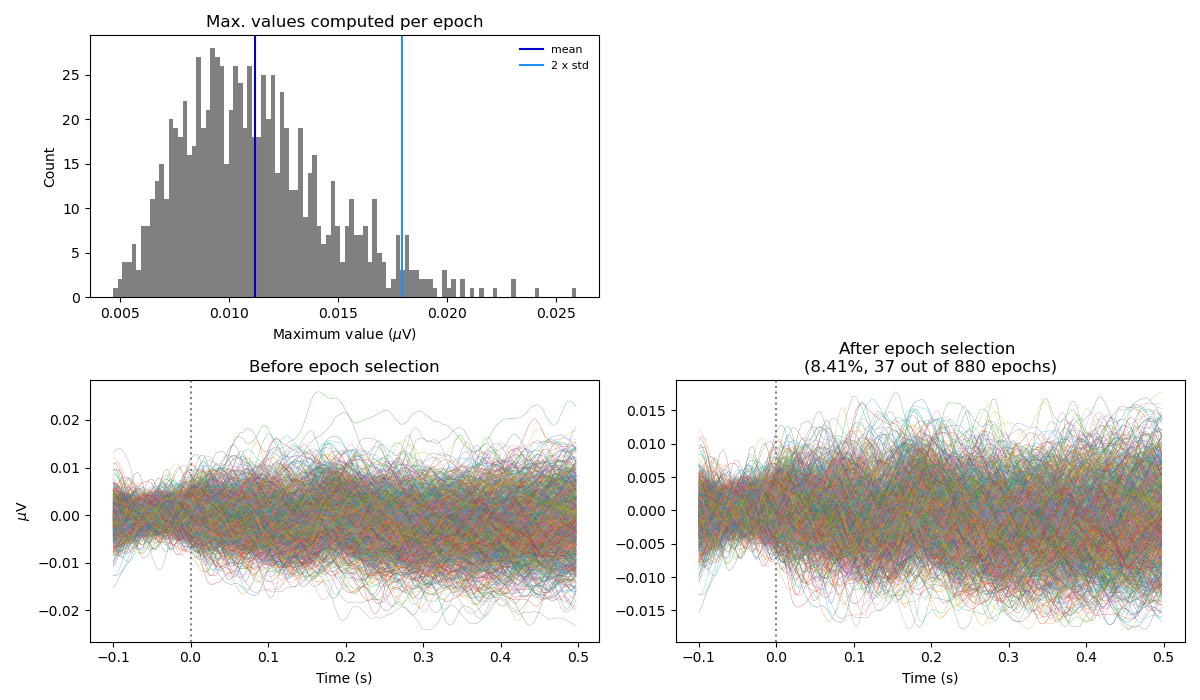 Max. values computed per epoch
mean
2 x std
25
20
15
10
5
0
Count
0.005 0.010 0.015 0.020 0.025
Maximum value (μV)
Before epoch selection
0.02
0.01
0.00
−0.01
−0.02
μV
−0.1 0.0 0.1 0.2 0.3 0.4 0.5
Time (s)
After epoch selection
(8.41%, 37 out of 880 epochs)
0.015
0.010
0.005
0.000
−0.005
−0.010
−0.015
−0.1 0.0 0.1 0.2 0.3 0.4 0.5
Time (s)